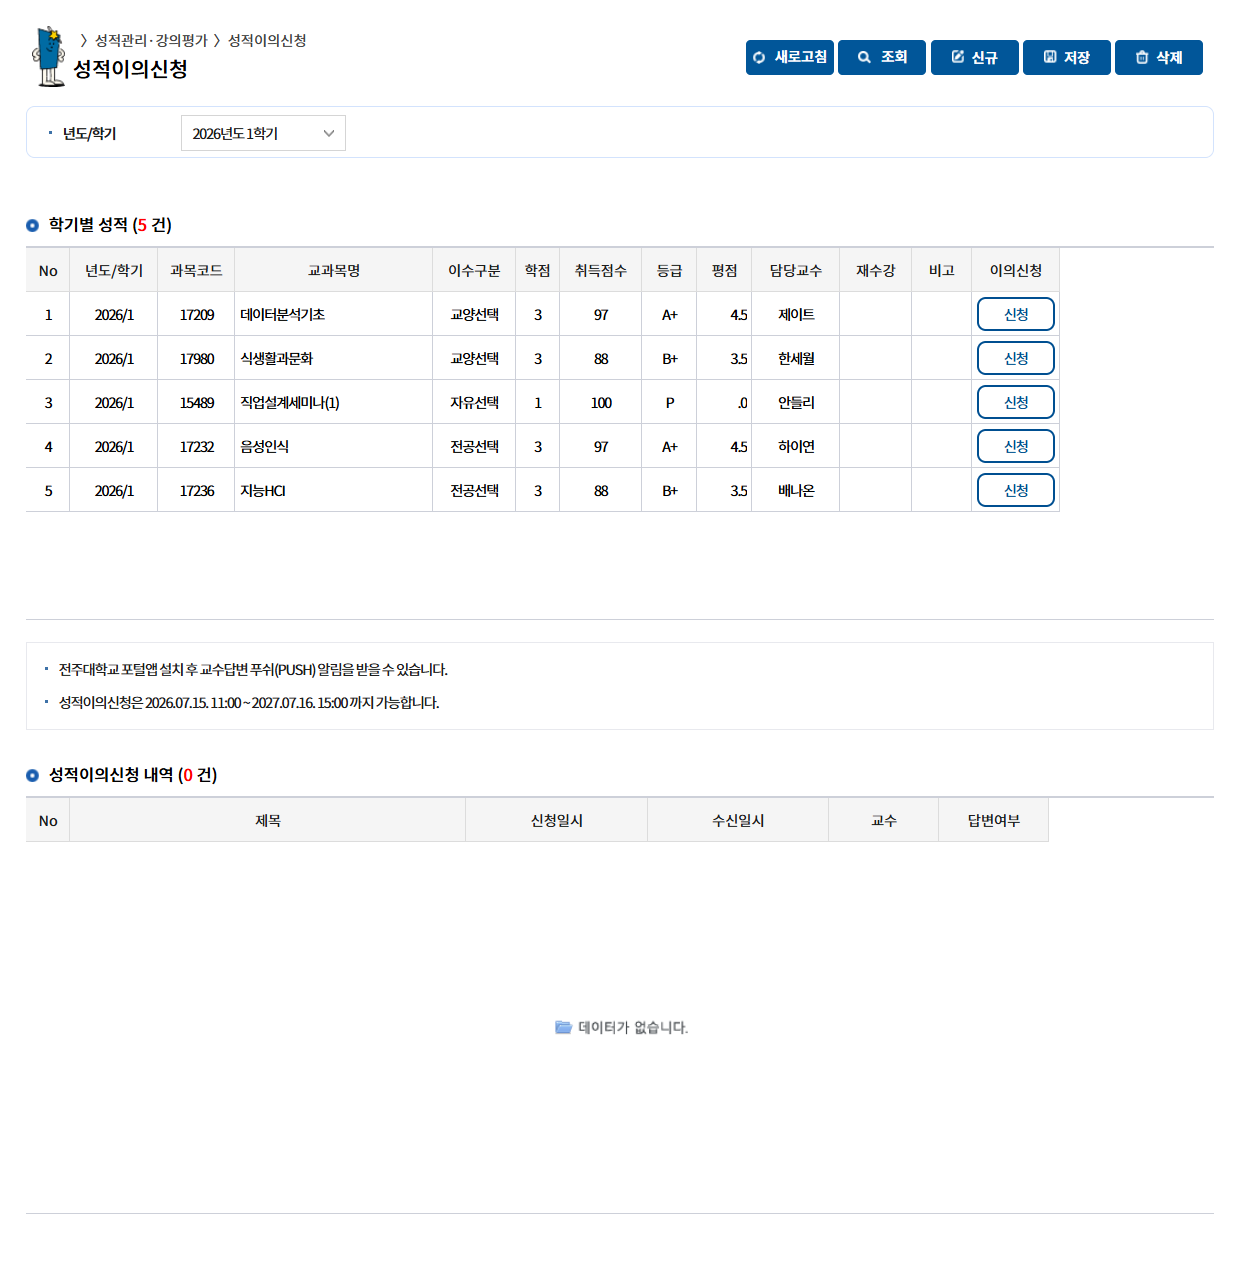 〉 성적관리·강의평가 〉 성적이의신청
성적이의신청
새로고침 조회 신규 저장 삭제
년도/학기 2026년도 1학기
학기별 성적 (5 건)
No 년도/학기 과목코드 교과목명 이수구분 학점 취득점수 등급 평점 담당교수 재수강 비고 이의신청
1 2026/1 17209 데이터분석기초 교양선택 3 97 A+ 4.5 제이트 신청
2 2026/1 17980 식생활과문화 교양선택 3 88 B+ 3.5 한세월 신청
3 2026/1 15489 직업설계세미나(1) 자유선택 1 100 P .0 안들리 신청
4 2026/1 17232 음성인식 전공선택 3 97 A+ 4.5 하이연 신청
5 2026/1 17236 지능HCI 전공선택 3 88 B+ 3.5 배나온 신청
전주대학교 포털앱 설치 후 교수답변 푸쉬(PUSH) 알림을 받을 수 있습니다.
성적이의신청은 2026.07.15. 11:00 ~ 2027.07.16. 15:00 까지 가능합니다.
성적이의신청 내역 (0 건)
No 제목 신청일시 수신일시 교수 답변여부
데이터가 없습니다.